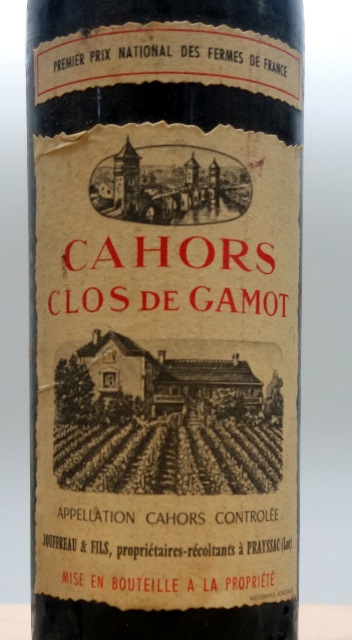 PREMIER PRIX NATIONAL DES FERMES DE FRANCE
CAHORS
CLOS DE GAMOT
APPELLATION CAHORS CONTROLÉE
JOUFFREAU & FILS, propriétaires-récoltants à PRAYSSAC (Lot)
MISE EN BOUTEILLE A LA PROPRIÉTÉ